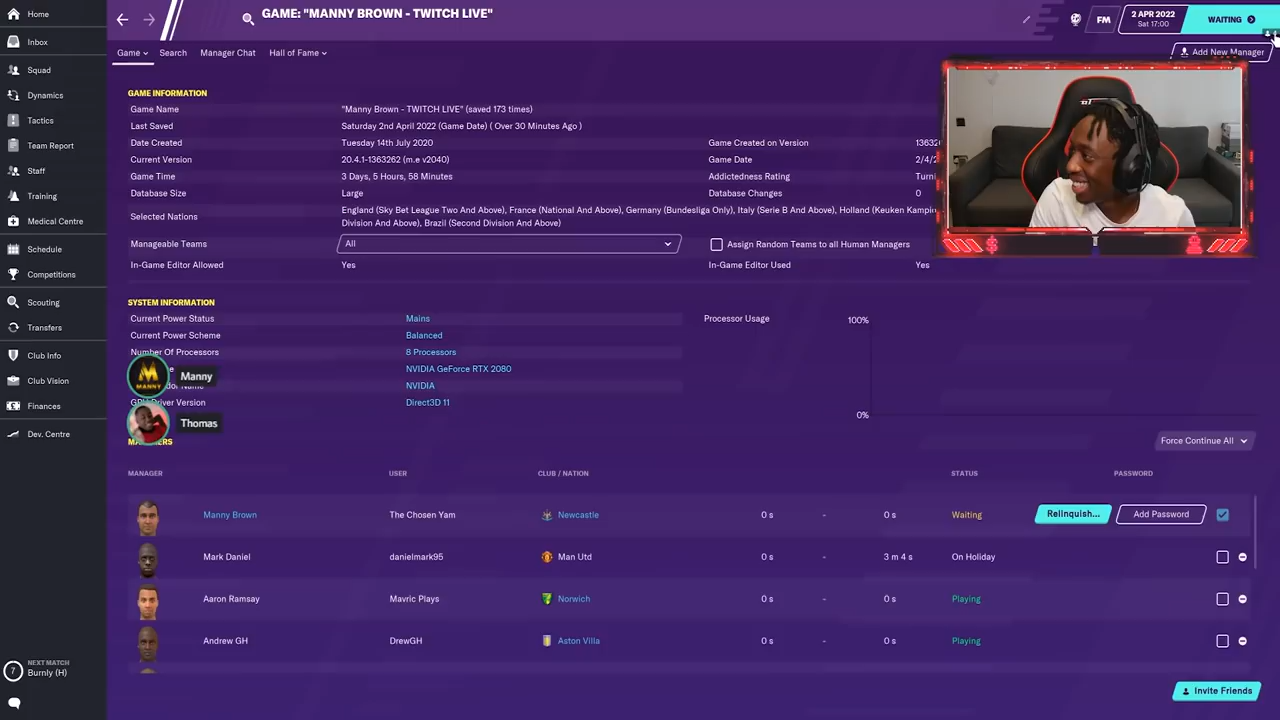 Home
Inbox
Squad
Dynamics
Tactics
Team Report
Staff
Training
Medical Centre
Schedule
Competitions
Scouting
Transfers
Club Info
Club Vision
Finances
Dev. Centre
NEXT MATCH
7 Burnly (H)
GAME: "MANNY BROWN - TWITCH LIVE"
FM
2 APR 2022
Sat 17:00
WAITING
Game
Search
Manager Chat
Hall of Fame
Add New Manager
GAME INFORMATION
Game Name "Manny Brown - TWITCH LIVE" (saved 173 times)
Last Saved Saturday 2nd April 2022 (Game Date) ( Over 30 Minutes Ago )
Date Created Tuesday 14th July 2020 Game Created on Version 13632
Current Version 20.4.1-1363262 (m.e v2040) Game Date 2/4/2
Game Time 3 Days, 5 Hours, 58 Minutes Addictedness Rating Turni
Database Size Large Database Changes 0
Selected Nations England (Sky Bet League Two And Above), France (National And Above), Germany (Bundesliga Only), Italy (Serie B And Above), Holland (Keuken Kampi
Division And Above), Brazil (Second Division And Above)
Manageable Teams All Assign Random Teams to all Human Managers
In-Game Editor Allowed Yes In-Game Editor Used Yes
SYSTEM INFORMATION
Current Power Status Mains Processor Usage 100%
Current Power Scheme Balanced
Number Of Processors 8 Processors
NVIDIA GeForce RTX 2080
MANNY Manny
NVIDIA
Driver Version Direct3D 11
0%
Thomas
Force Continue All
MANAGER USER CLUB / NATION STATUS PASSWORD
Manny Brown The Chosen Yam Newcastle 0 s - 0 s Waiting Relinquish... Add Password
Mark Daniel danielmark95 Man Utd 0 s - 3 m 4 s On Holiday
Aaron Ramsay Mavric Plays Norwich 0 s - 0 s Playing
Andrew GH DrewGH Aston Villa 0 s - 0 s Playing
Invite Friends